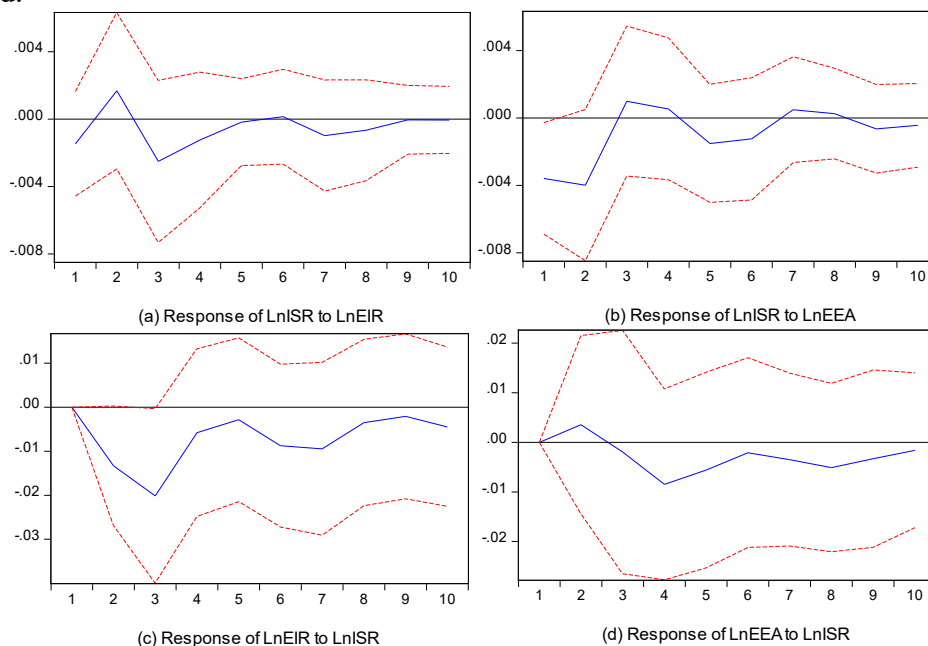 .004
.000
-.004
-.008
1 2 3 4 5 6 7 8 9 10
(a) Response of LnISR to LnEIR
.004
.000
-.004
-.008
1 2 3 4 5 6 7 8 9 10
(b) Response of LnISR to LnEEA
.01
.00
-.01
-.02
-.03
1 2 3 4 5 6 7 8 9 10
(c) Response of LnEIR to LnISR
.02
.01
.00
-.01
-.02
1 2 3 4 5 6 7 8 9 10
(d) Response of LnEEA to LnISR